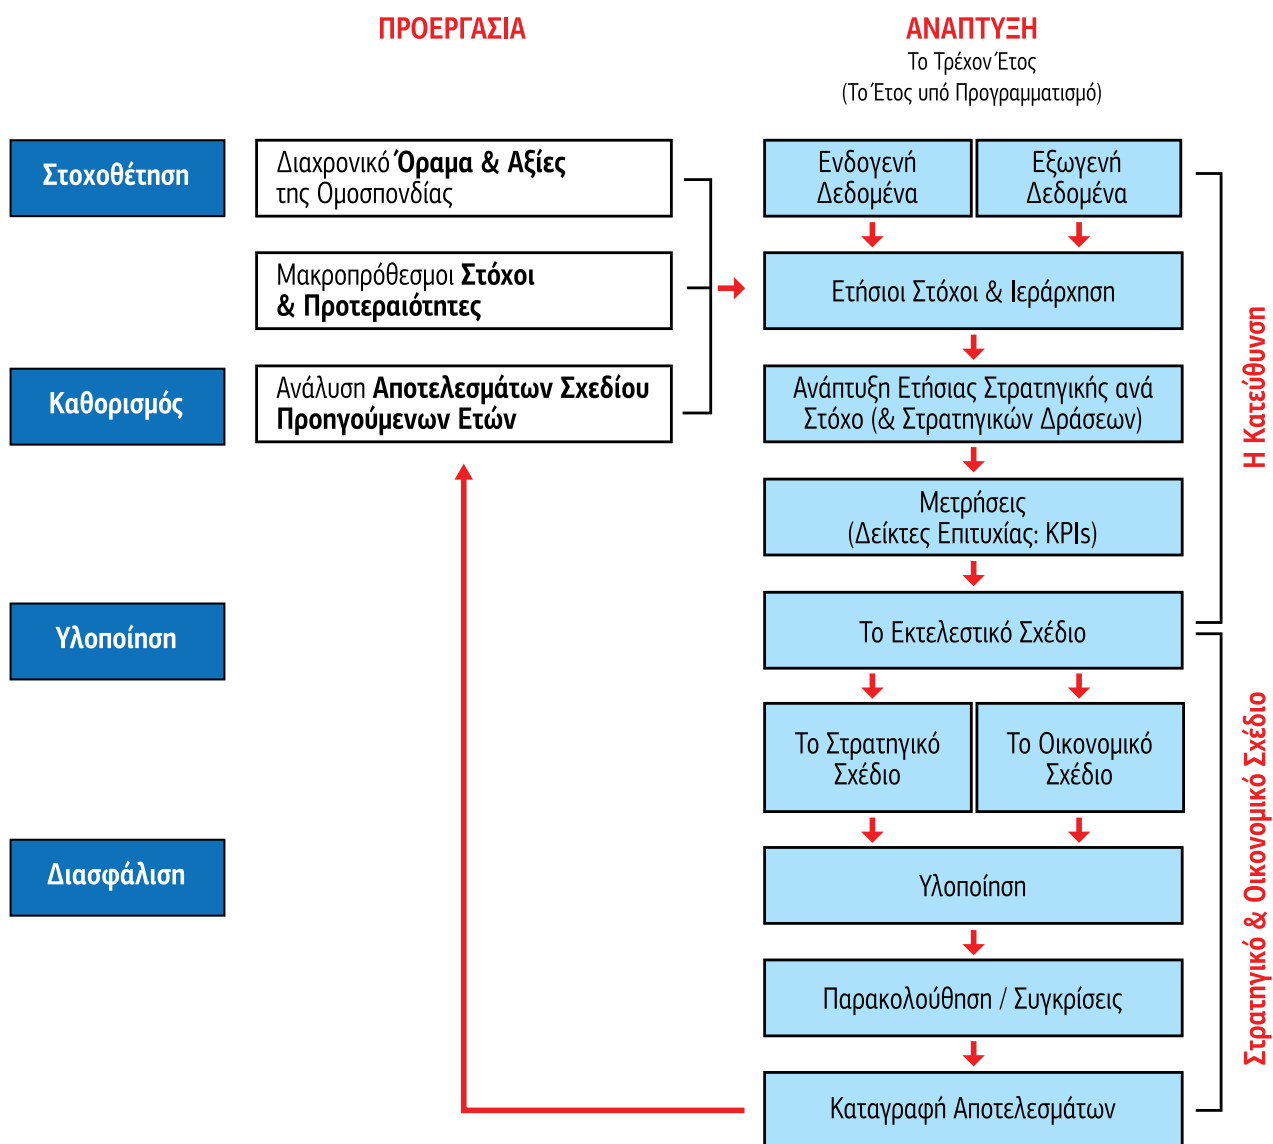 ΠΡΟΕΡΓΑΣΙΑ
ΑΝΑΠΤΥΞΗ
Το Τρέχον Έτος
(Το Έτος υπό Προγραμματισμό)
Στοχοθέτηση
Διαχρονικό Όραμα & Αξίες
της Ομοσπονδίας
Ενδογενή
Δεδομένα
Εξωγενή
Δεδομένα
Μακροπρόθεσμοι Στόχοι
& Προτεραιότητες
Ετήσιοι Στόχοι & Ιεράρχηση
Καθορισμός
Ανάλυση Αποτελεσμάτων Σχεδίου
Προηγούμενων Ετών
Ανάπτυξη Ετήσιας Στρατηγικής ανά
Στόχο (& Στρατηγικών Δράσεων)
Μετρήσεις
(Δείκτες Επιτυχίας: KPIs)
Η Κατεύθυνση
Υλοποίηση
Το Εκτελεστικό Σχέδιο
Το Στρατηγικό
Σχέδιο
Το Οικονομικό
Σχέδιο
Διασφάλιση
Υλοποίηση
Παρακολούθηση / Συγκρίσεις
Καταγραφή Αποτελεσμάτων
Στρατηγικό & Οικονομικό Σχέδιο